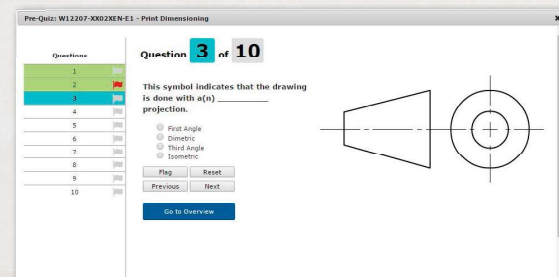 Pre-Quiz: W12207-XX02XEN-E1 - Print Dimensioning
x
Questions
1
2
3
4
5
6
7
8
9
10
Question 3 of 10
This symbol indicates that the drawing
is done with a(n) __________
projection.
First Angle
Dimetric
Third Angle
Isometric
Flag Reset
Previous Next
Go to Overview